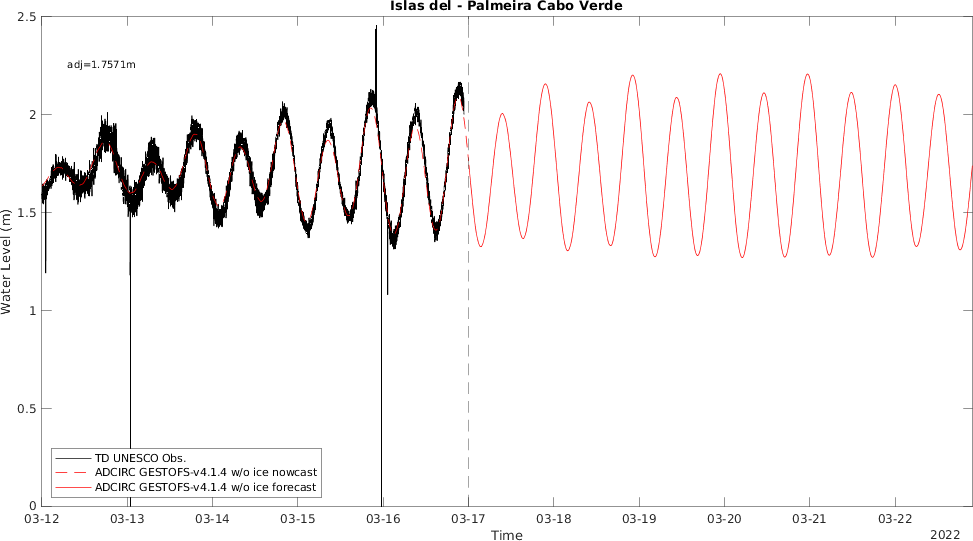 Islas del - Palmeira Cabo Verde
adj=1.7571m
2.5
2
1.5
1
0.5
0
Water Level (m)
TD UNESCO Obs.
ADCIRC GESTOFS-v4.1.4 w/o ice nowcast
ADCIRC GESTOFS-v4.1.4 w/o ice forecast
03-12 03-13 03-14 03-15 03-16 03-17 03-18 03-19 03-20 03-21 03-22
Time
2022